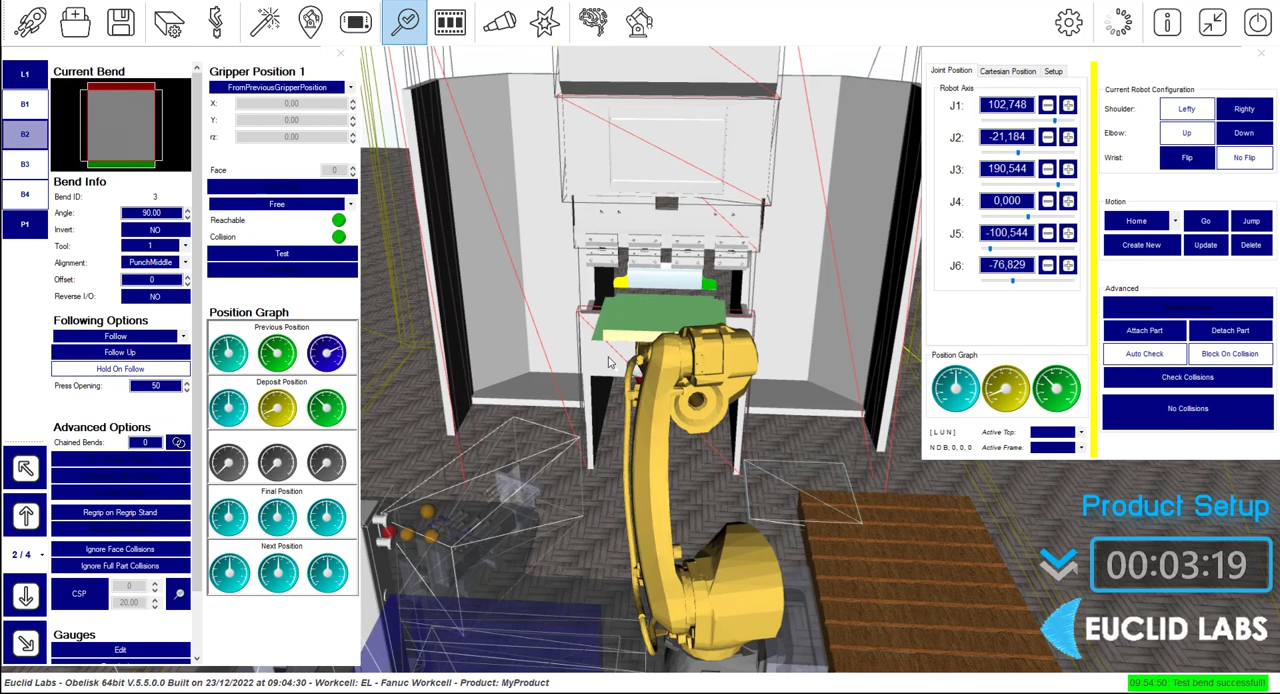 L1
B1
B2
B3
B4
P1
2 / 4
Current Bend
Bend Info
Bend ID: 3
Angle: 90.00
Invert: NO
Tool: 1
Alignment: PunchMiddle
Offset: 0
Reverse I/O: NO
Following Options
Follow
Follow Up
Hold On Follow
Press Opening: 50
Advanced Options
Chained Bends: 0
Regrip on Regrip Stand
Ignore Face Collisions
Ignore Full Part Collisions
CSP
0
20.00
Gauges
Edit
Gripper Position 1
FromPreviousGripperPosition
X: 0.00
Y: 0.00
rz: 0.00
Face 0
Free
Reachable
Collision
Test
Position Graph
Previous Position
Deposit Position
Final Position
Next Position
Joint Position
Cartesian Position
Setup
Robot Axis
J1: 102,748
J2: -21,184
J3: 190,544
J4: 0,000
J5: -100,544
J6: -76,829
Position Graph
[ L U N ] Active Tcp:
N D B, 0, 0, 0 Active Frame:
Current Robot Configuration
Shoulder: Lefty Righty
Elbow: Up Down
Wrist: Flip No Flip
Motion
Home Go Jump
Create New Update Delete
Advanced
Attach Part Detach Part
Auto Check Block On Collision
Check Collisions
No Collisions
Product Setup
00:03:19
EUCLID LABS
Euclid Labs - Obelisk 64bit V.5.5.0.0 Built on 23/12/2022 at 09:04:30 - Workcell: EL - Fanuc Workcell - Product: MyProduct
09:54:50: Test bend successfull!